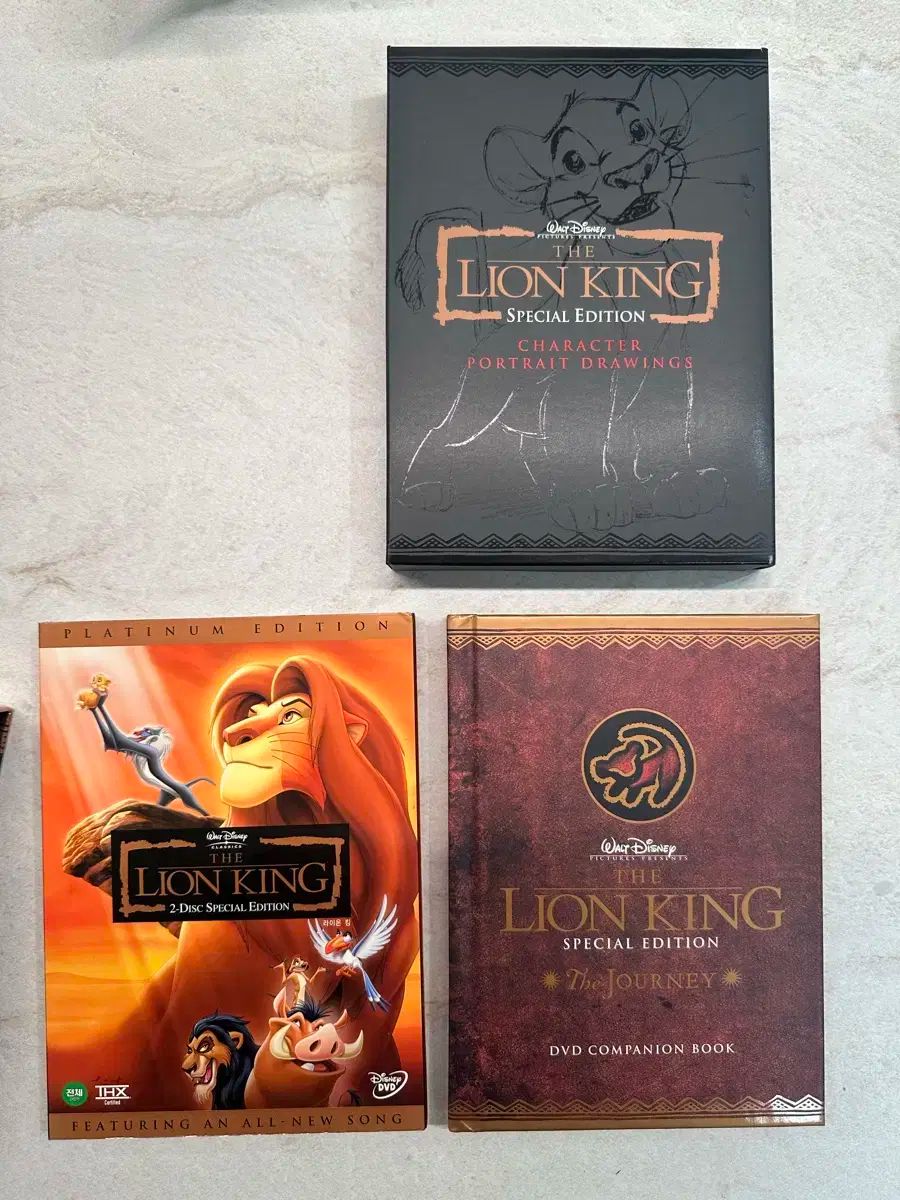 WALT DISNEY
PICTURES PRESENTS
THE
LION KING
SPECIAL EDITION
CHARACTER
PORTRAIT DRAWINGS
PLATINUM EDITION
WALT DISNEY
CLASSICS
THE
LION KING
2-DISC SPECIAL EDITION
라이온 킹
전체
THX
Certified
DISNEY
DVD
FEATURING AN ALL-NEW SONG
WALT DISNEY
PICTURES PRESENTS
THE
LION KING
SPECIAL EDITION
The JOURNEY
DVD COMPANION BOOK